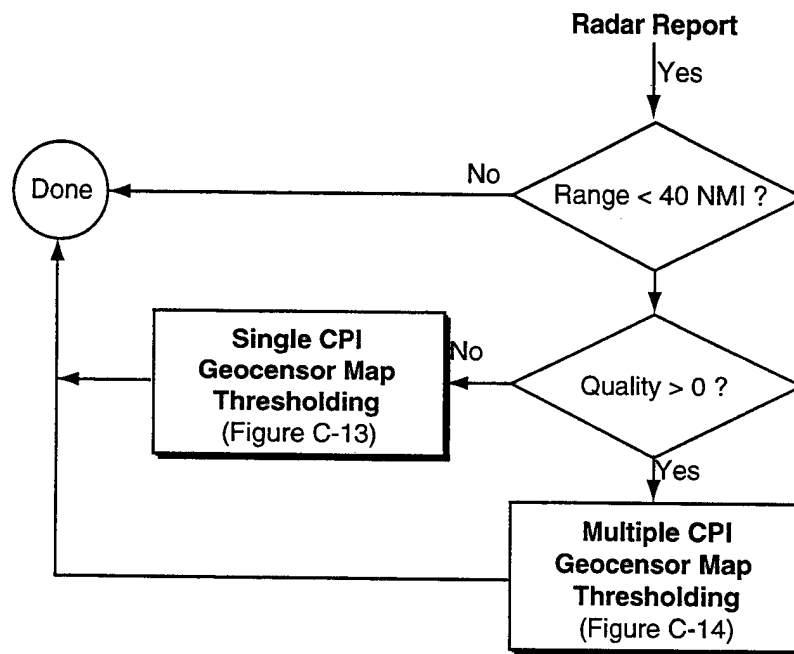 Radar Report
Yes
Done
No
Range < 40 NMI ?
Single CPI
Geocensor Map
Thresholding
(Figure C-13)
No
Quality > 0 ?
Yes
Multiple CPI
Geocensor Map
Thresholding
(Figure C-14)